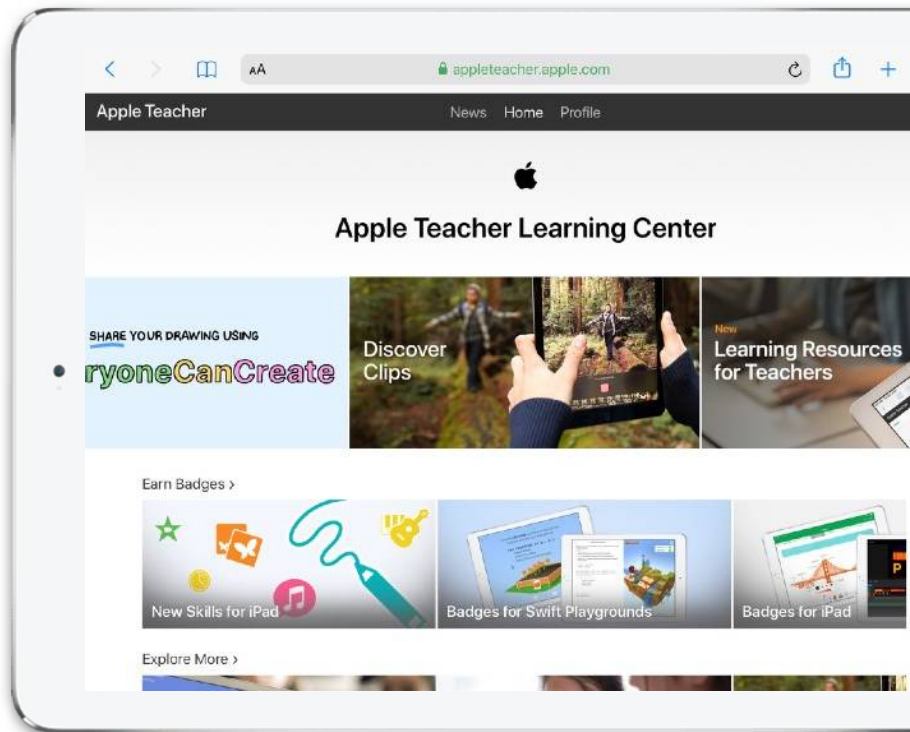 AA
appleteacher.apple.com
Apple Teacher
News Home Profile
Apple Teacher Learning Center
SHARE YOUR DRAWING USING
ryoneCanCreate
Discover
Clips
New
Learning Resources
for Teachers
Earn Badges >
New Skills for iPad
Badges for Swift Playgrounds
Badges for iPad
Explore More >